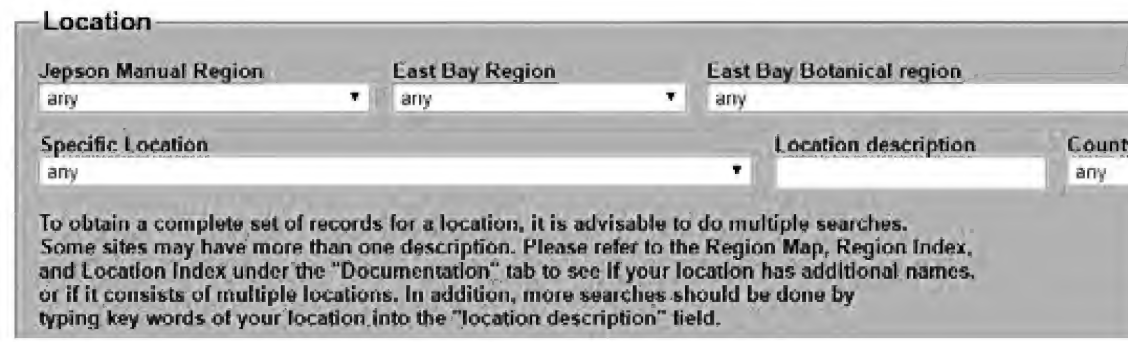 Location
Jepson Manual Region East Bay Region East Bay Botanical region
any any any
Specific Location Location description Count
any any
To obtain a complete set of records for a location, it is advisable to do multiple searches.
Some sites may have more than one description. Please refer to the Region Map, Region Index,
and Location Index under the "Documentation" tab to see if your location has additional names,
or if it consists of multiple locations. In addition, more searches should be done by
typing key words of your location into the "location description" field.